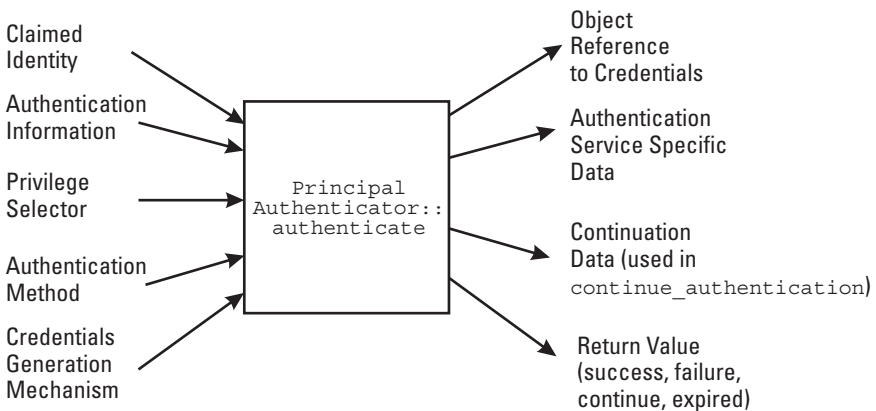 Claimed
Identity
Authentication
Information
Privilege
Selector
Authentication
Method
Credentials
Generation
Mechanism
Principal
Authenticator::
authenticate
Object
Reference
to Credentials
Authentication
Service Specific
Data
Continuation
Data (used in
continue_authentication)
Return Value
(success, failure,
continue, expired)